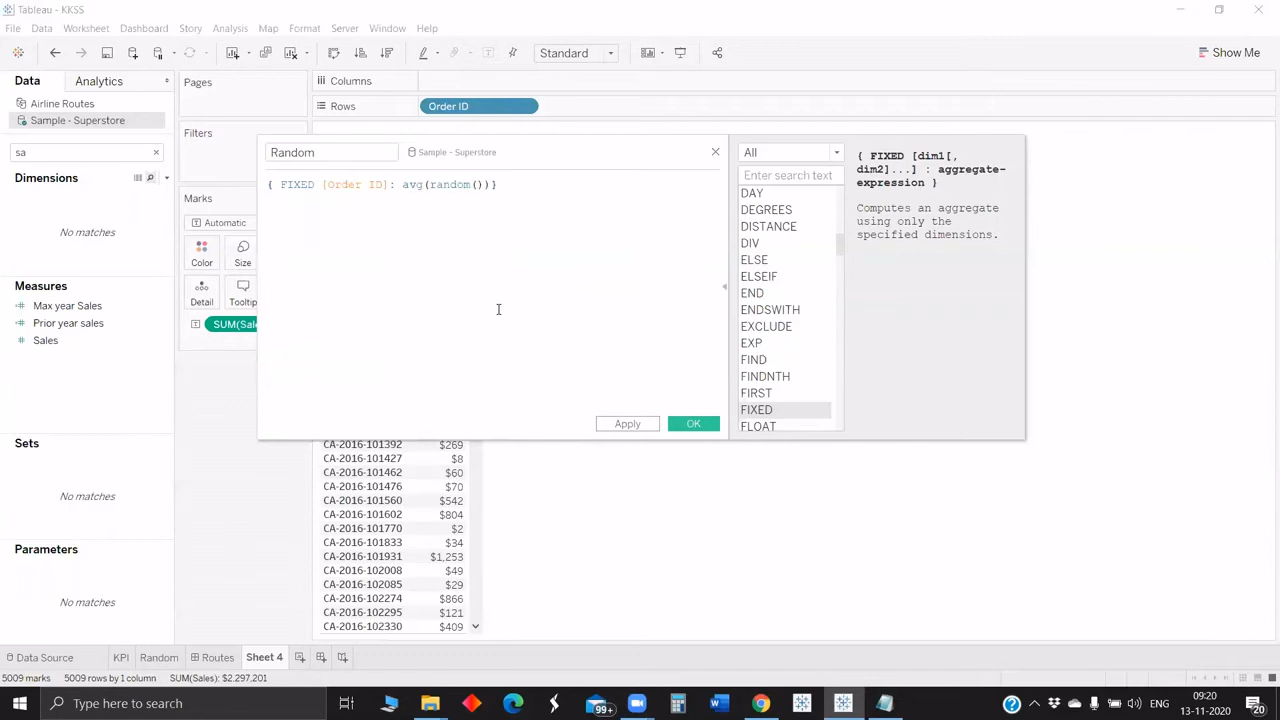 Tableau - KKSS
File Data Worksheet Dashboard Story Analysis Map Format Server Window Help
Standard
Show Me
Data Analytics
Airline Routes
Sample - Superstore
sa
Dimensions
No matches
Measures
Max year Sales
Prior year sales
Sales
Sets
No matches
Parameters
No matches
Pages
Filters
Marks
Automatic
Color Size
Detail Tooltip
SUM(Sale
Columns
Rows Order ID
Random Sample - Superstore
{ FIXED [Order ID]: avg(random())}
Apply OK
All
Enter search text
DAY
DEGREES
DISTANCE
DIV
ELSE
ELSEIF
END
ENDSWITH
EXCLUDE
EXP
FIND
FINDNTH
FIRST
FIXED
FLOAT
{ FIXED [dim1[,
dim2]...] :
aggregate-
expression }
Computes an aggregate
using only the
specified dimensions.
CA-2016-101392 $269
CA-2016-101427 $8
CA-2016-101462 $60
CA-2016-101476 $70
CA-2016-101560 $542
CA-2016-101602 $804
CA-2016-101770 $2
CA-2016-101833 $34
CA-2016-101931 $1,253
CA-2016-102008 $49
CA-2016-102085 $29
CA-2016-102274 $866
CA-2016-102295 $121
CA-2016-102330 $409
Data Source KPI Random Routes Sheet 4
5009 marks 5009 rows by 1 column SUM(Sales): $2.297.201
Type here to search
99+
ENG
09:20
13-11-2020
20